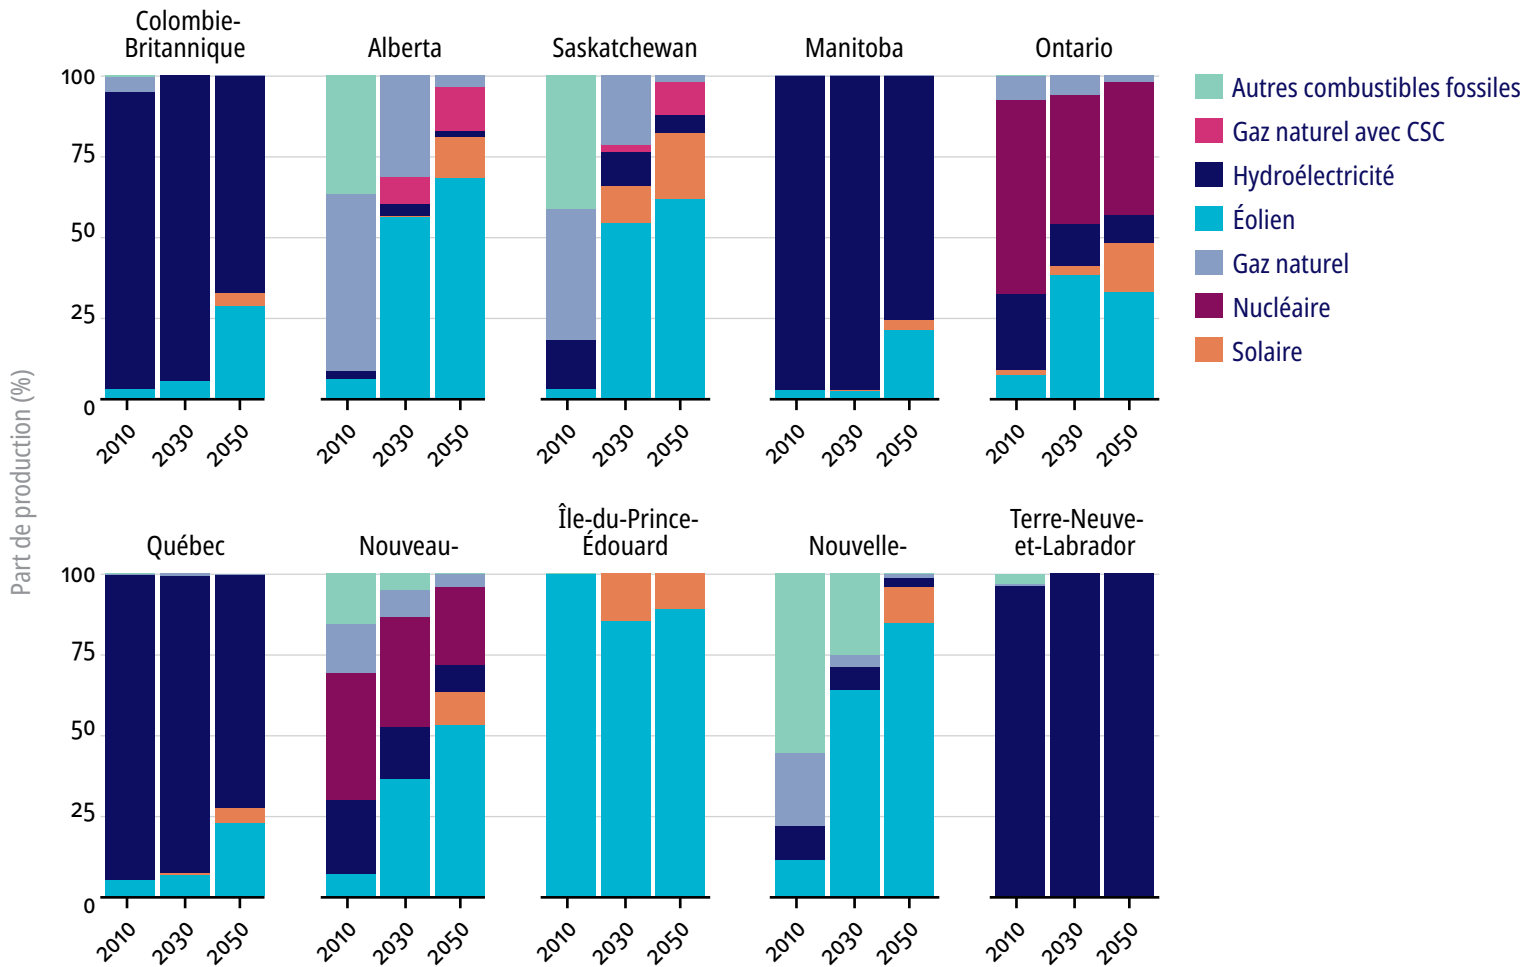 Colombie-
Britannique
Alberta
Saskatchewan
Manitoba
Ontario
100
75
50
25
0
2010
2030
2050
2010
2030
2050
2010
2030
2050
2010
2030
2050
2010
2030
2050
Autres combustibles fossiles
Gaz naturel avec CSC
Hydroélectricité
Éolien
Gaz naturel
Nucléaire
Solaire
Part de production (%)
Québec
Nouveau-
Île-du-Prince-
Édouard
Nouvelle-
Terre-Neuve-
et-Labrador
100
75
50
25
0
2010
2030
2050
2010
2030
2050
2010
2030
2050
2010
2030
2050
2010
2030
2050